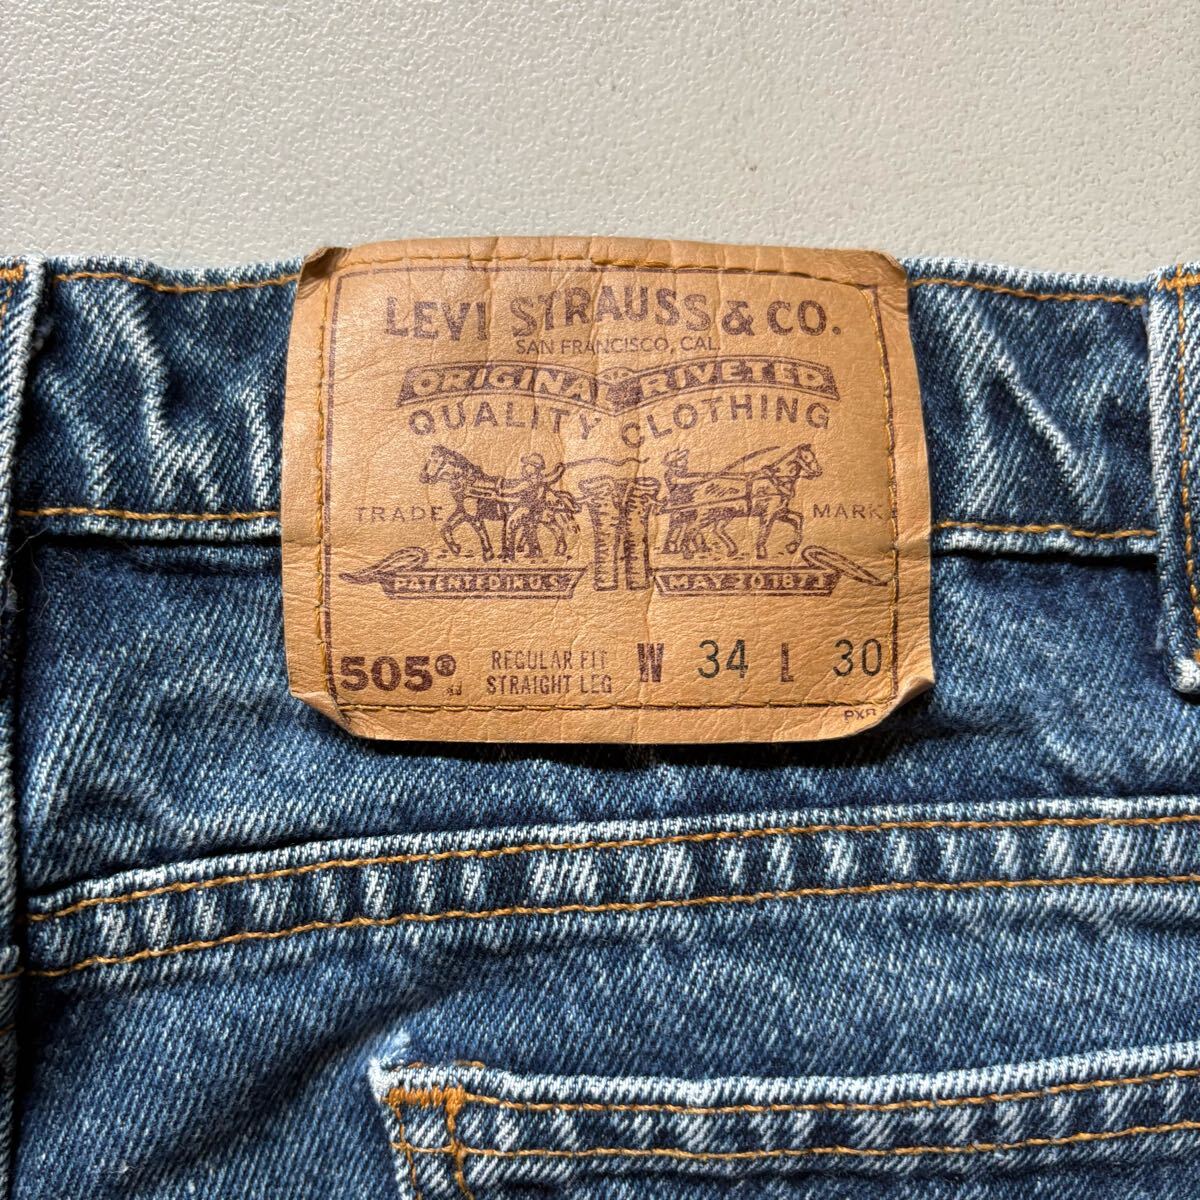 LEVI STRAUSS & CO.
SAN FRANCISCO, CAL.
ORIGINAL RIVETED
QUALITY CLOTHING
TRADE MARK
PATENTED IN U.S. MAY 20 1873
505® REGULAR FIT W 34 L 30
STRAIGHT LEG